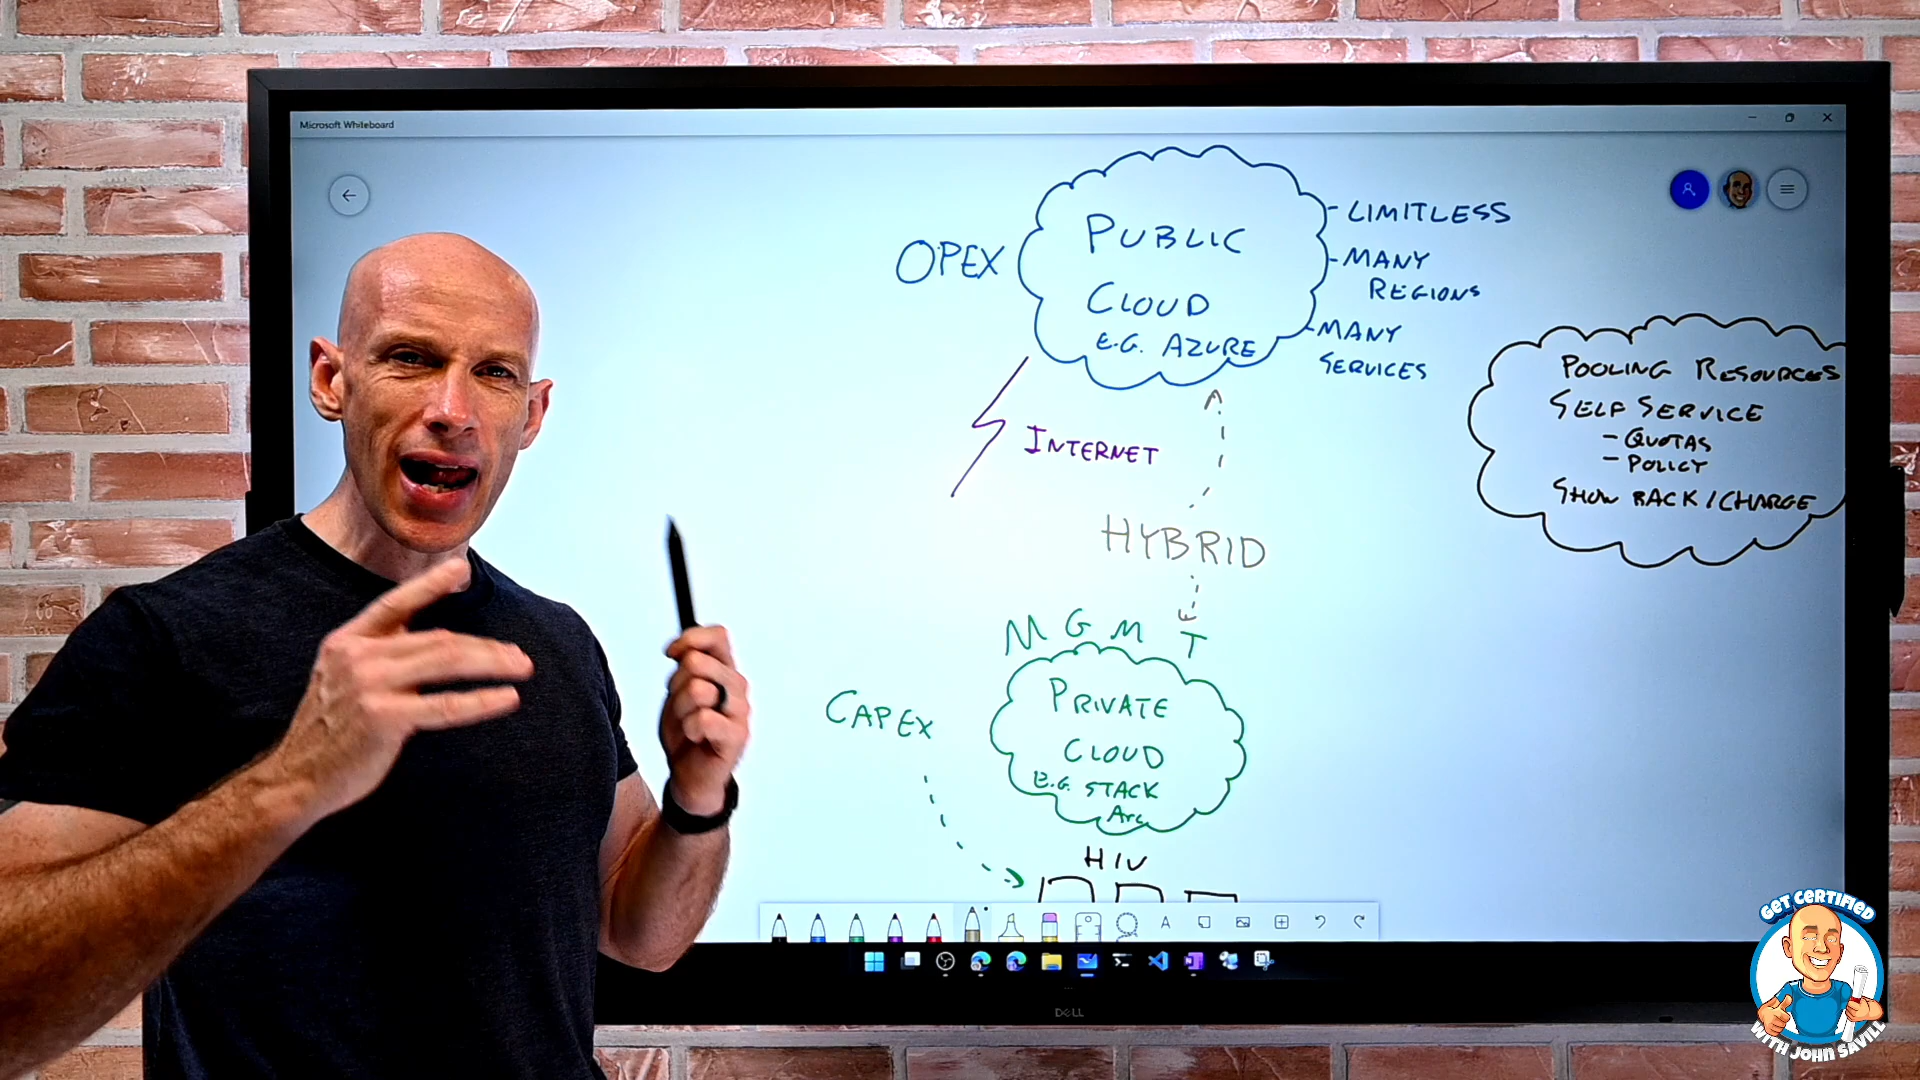 Microsoft Whiteboard
PUBLIC
CLOUD
E.G. AZURE
OPEX
- LIMITLESS
- MANY
REGIONS
- MANY
SERVICES
POOLING RESOURCES
SELF SERVICE
- QUOTAS
- POLICY
SHOW BACK/CHARGE
INTERNET
HYBRID
MGMT
PRIVATE
CLOUD
E.G. STACK
Arc
CAPEX
HIV
DELL
GET CERTIFIED
WITH JOHN SAVILL